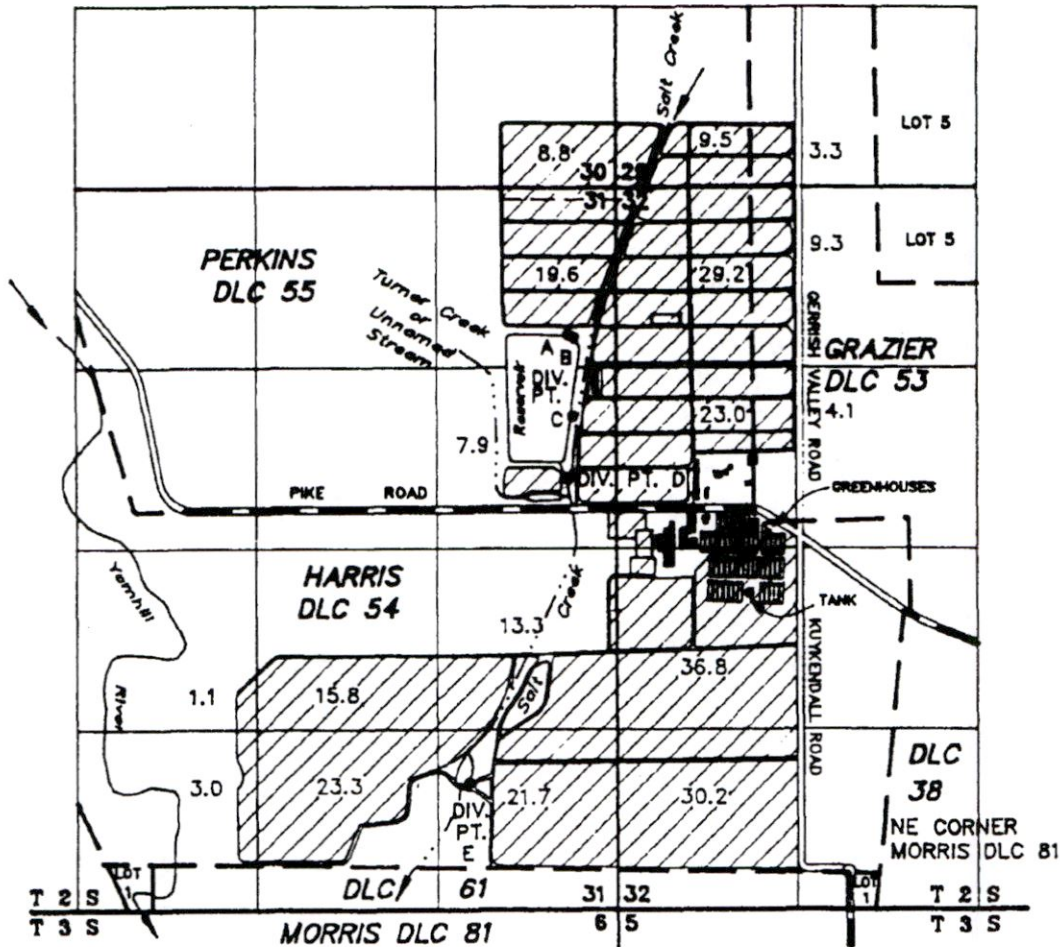 Salt Creek
LOT 5
9.5
8.8
3.3
30 29
31 32
PERKINS
DLC 55
9.3
LOT 5
19.6
29.2
Turner Creek
or
Unnamed
Stream
GERRISH VALLEY ROAD
GRAZIER
DLC 53
A
B
DIV.
PT.
C
Reservoir
23.0
4.1
7.9
DIV. PT. D
PIKE ROAD
GREENHOUSES
HARRIS
DLC 54
Yamhill
River
Creek
TANK
13.3
KUYKENDALL ROAD
36.8
Salt
1.1
15.8
DLC
38
3.0
23.3
21.7
30.2
DIV.
PT.
E
NE CORNER
MORRIS DLC 81
LOT
1
LOT
1
DLC 61
31 32
T 2 S
T 2 S
T 3 S
T 3 S
6 5
MORRIS DLC 81